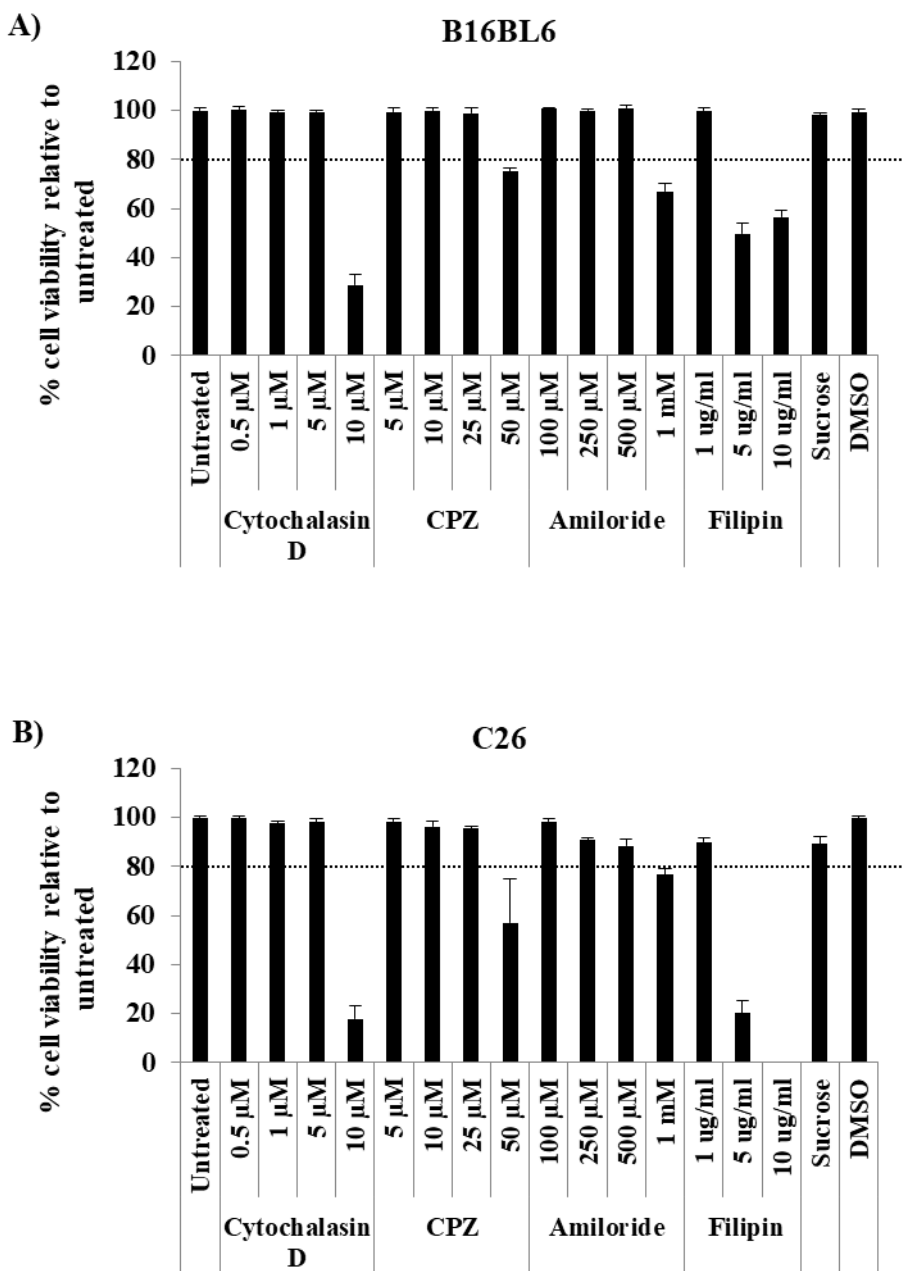 A)
B16BL6
% cell viability relative to
untreated
120
100
80
60
40
20
0
Untreated
0.5 µM
1 µM
5 µM
10 µM
5 µM
10 µM
25 µM
50 µM
100 µM
250 µM
500 µM
1 mM
1 ug/ml
5 ug/ml
10 ug/ml
Sucrose
DMSO
Cytochalasin
D
CPZ
Amiloride
Filipin
B)
C26
% cell viability relative to
untreated
120
100
80
60
40
20
0
Untreated
0.5 µM
1 µM
5 µM
10 µM
5 µM
10 µM
25 µM
50 µM
100 µM
250 µM
500 µM
1 mM
1 ug/ml
5 ug/ml
10 ug/ml
Sucrose
DMSO
Cytochalasin
D
CPZ
Amiloride
Filipin